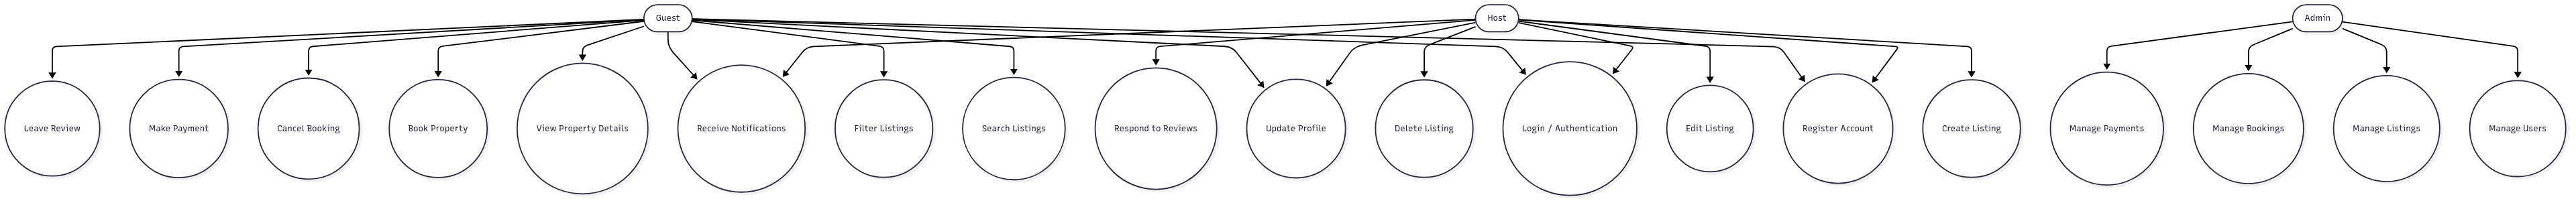 Guest
Host
Admin
Leave Review
Make Payment
Cancel Booking
Book Property
View Property Details
Receive Notifications
Filter Listings
Search Listings
Respond to Reviews
Update Profile
Delete Listing
Login / Authentication
Edit Listing
Register Account
Create Listing
Manage Payments
Manage Bookings
Manage Listings
Manage Users